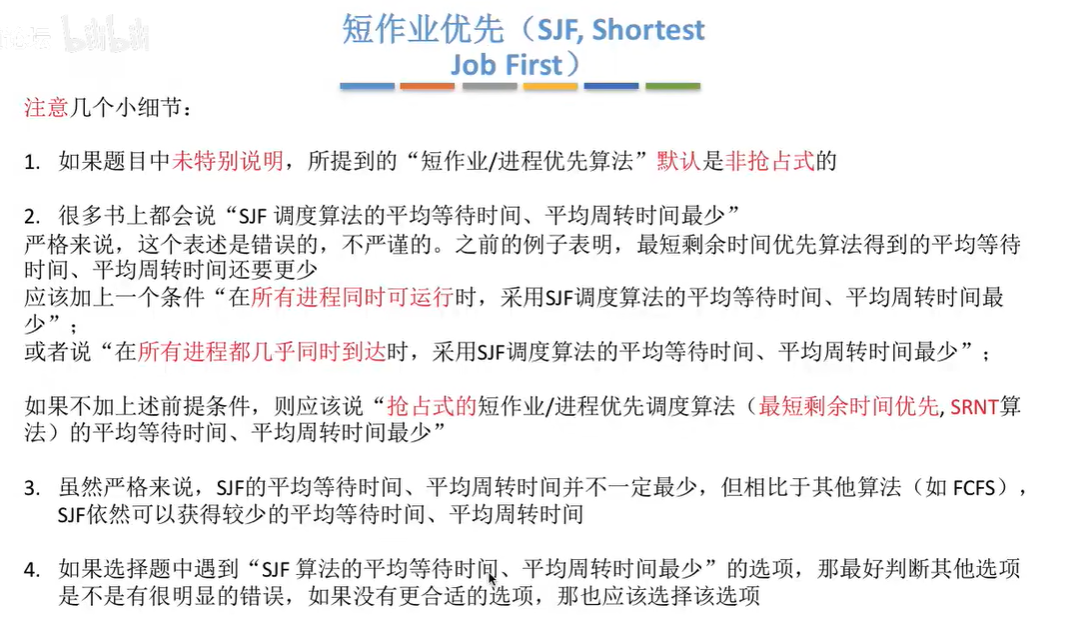 短作业优先（SJF, Shortest
Job First）
注意几个小细节：
1. 如果题目中未特别说明，所提到的“短作业/进程优先算法”默认是非抢占式的
2. 很多书上都会说“SJF 调度算法的平均等待时间、平均周转时间最少”
严格来说，这个表述是错误的，不严谨的。之前的例子表明，最短剩余时间优先算法得到的平均等待
时间、平均周转时间还要更少
应该加上一个条件“在所有进程同时可运行时，采用SJF调度算法的平均等待时间、平均周转时间最
少”；
或者说“在所有进程都几乎同时到达时，采用SJF调度算法的平均等待时间、平均周转时间最少”；
如果不加上述前提条件，则应该说“抢占式的短作业/进程优先调度算法（最短剩余时间优先, SRNT算
法）的平均等待时间、平均周转时间最少”
3. 虽然严格来说，SJF的平均等待时间、平均周转时间并不一定最少，但相比于其他算法（如 FCFS），
SJF依然可以获得较少的平均等待时间、平均周转时间
4. 如果选择题中遇到“SJF 算法的平均等待时间、平均周转时间最少”的选项，那最好判断其他选项
是不是有很明显的错误，如果没有更合适的选项，那也应该选择该选项